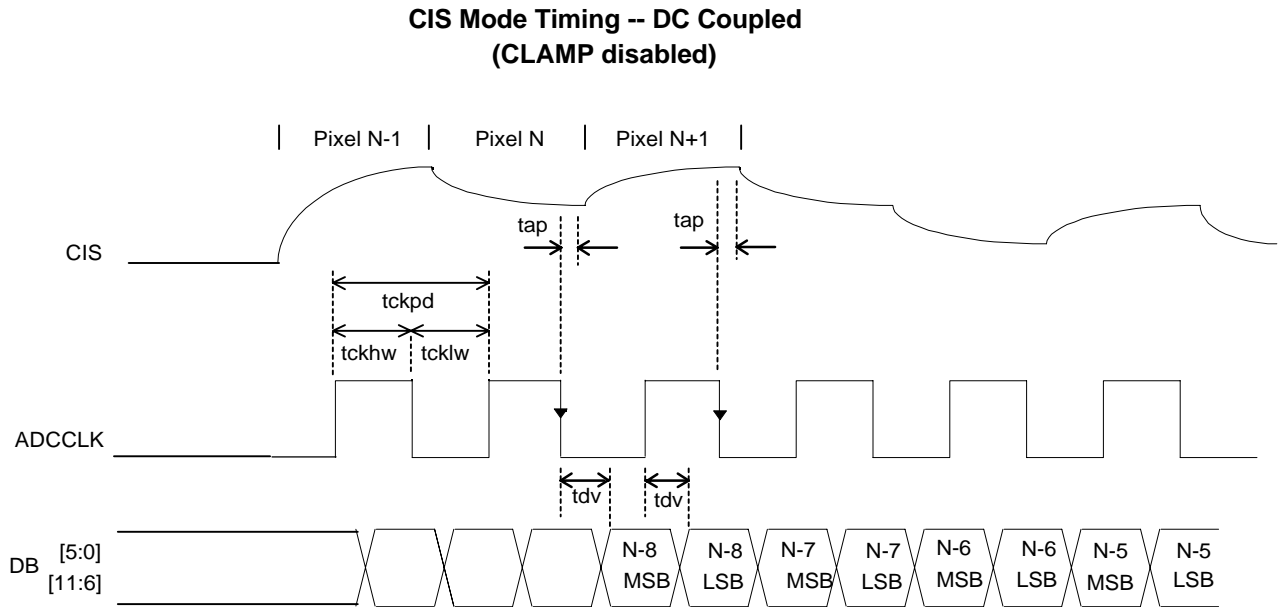 CIS Mode Timing -- DC Coupled
(CLAMP disabled)
Pixel N-1
Pixel N
Pixel N+1
tap
tap
CIS
tckpd
tckhw
tcklw
ADCCLK
tdv
tdv
DB
[5:0]
[11:6]
N-8
MSB
N-8
LSB
N-7
MSB
N-7
LSB
N-6
MSB
N-6
LSB
N-5
MSB
N-5
LSB